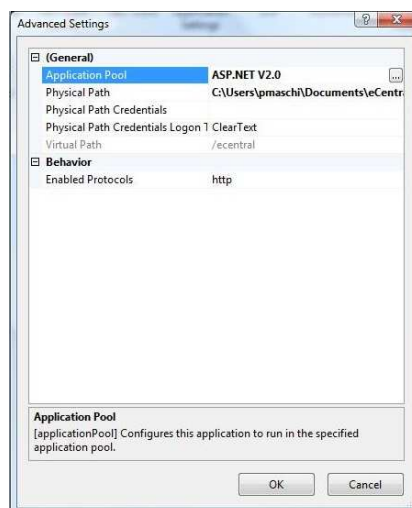 Advanced Settings
(General)
Application Pool ASP.NET V2.0 ...
Physical Path C:\Users\pmaschi\Documents\eCentra
Physical Path Credentials
Physical Path Credentials Logon T ClearText
Virtual Path /ecentral
Behavior
Enabled Protocols http
Application Pool
[applicationPool] Configures this application to run in the specified
application pool.
OK Cancel